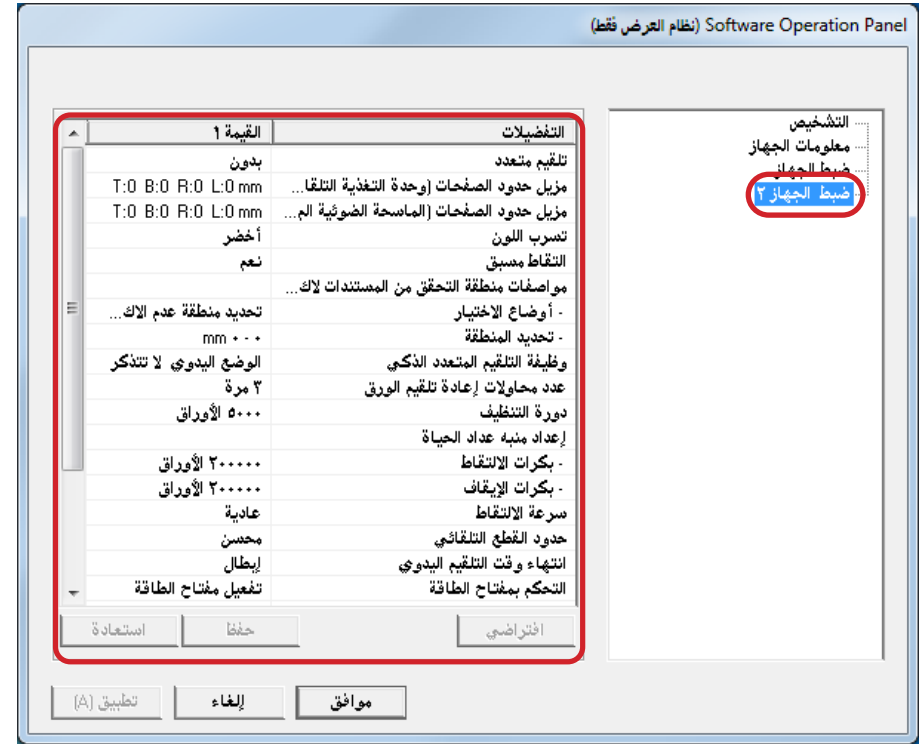 Software Operation Panel (نظام العرض فقط)
التشخيص
معلومات الجهاز
ضبط الجهاز
ضبط الجهاز ٢
التفضيلات القيمة ١
تلقيم متعدد بدون
مزيل حدود الصفحات (وحدة التغذية التلقا... T:0 B:0 R:0 L:0 mm
مزيل حدود الصفحات (الماسحة الضوئية الم... T:0 B:0 R:0 L:0 mm
تسرب اللون أخضر
التقاط مسبق نعم
مواصفات منطقة التحقق من المستندات لاك...
- أوضاع الاختيار تحديد منطقة عدم الاك...
- تحديد المنطقة ٠ ٠ - ٠ mm
وظيفة التلقيم المتعدد الذكي الوضع اليدوي لا تتذكر
عدد محاولات إعادة تلقيم الورق ٣ مرة
دورة التنظيف ٥٠٠٠ الأوراق
إعداد منبه عداد الحياة
- بكرات الالتقاط ٢٠٠٠٠٠ الأوراق
- بكرات الإيقاف ٢٠٠٠٠٠ الأوراق
سرعة الالتقاط عادية
حدود القطع التلقائي محسن
انتهاء وقت التلقيم اليدوي إبطال
التحكم بمفتاح الطاقة تفعيل مفتاح الطاقة
افتراضي حفظ استعادة
موافق إلغاء تطبيق (A)